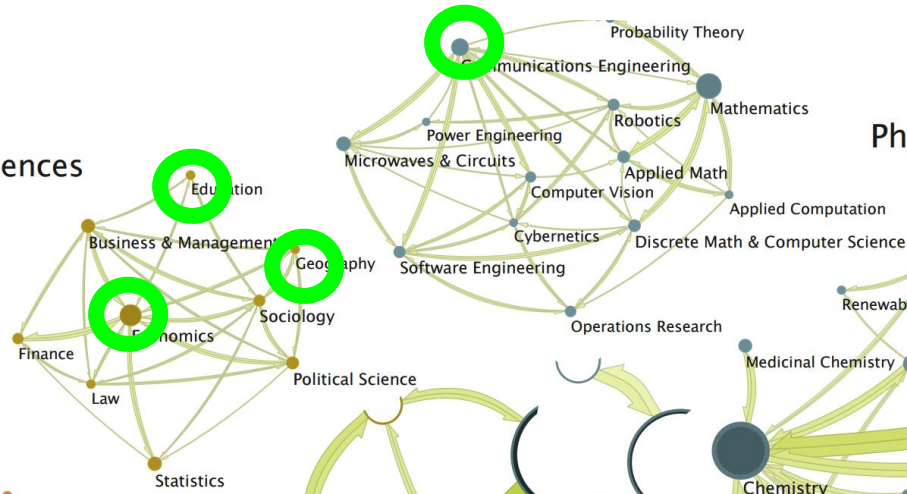 Probability Theory
Communications Engineering
Mathematics
Robotics
Power Engineering
Ph
Microwaves & Circuits
ences
Applied Math
Education
Computer Vision
Applied Computation
Business & Management
Cybernetics
Discrete Math & Computer Science
Geography
Software Engineering
Renewab
Sociology
Operations Research
Economics
Finance
Medicinal Chemistry
Political Science
Law
Statistics
Chemistry